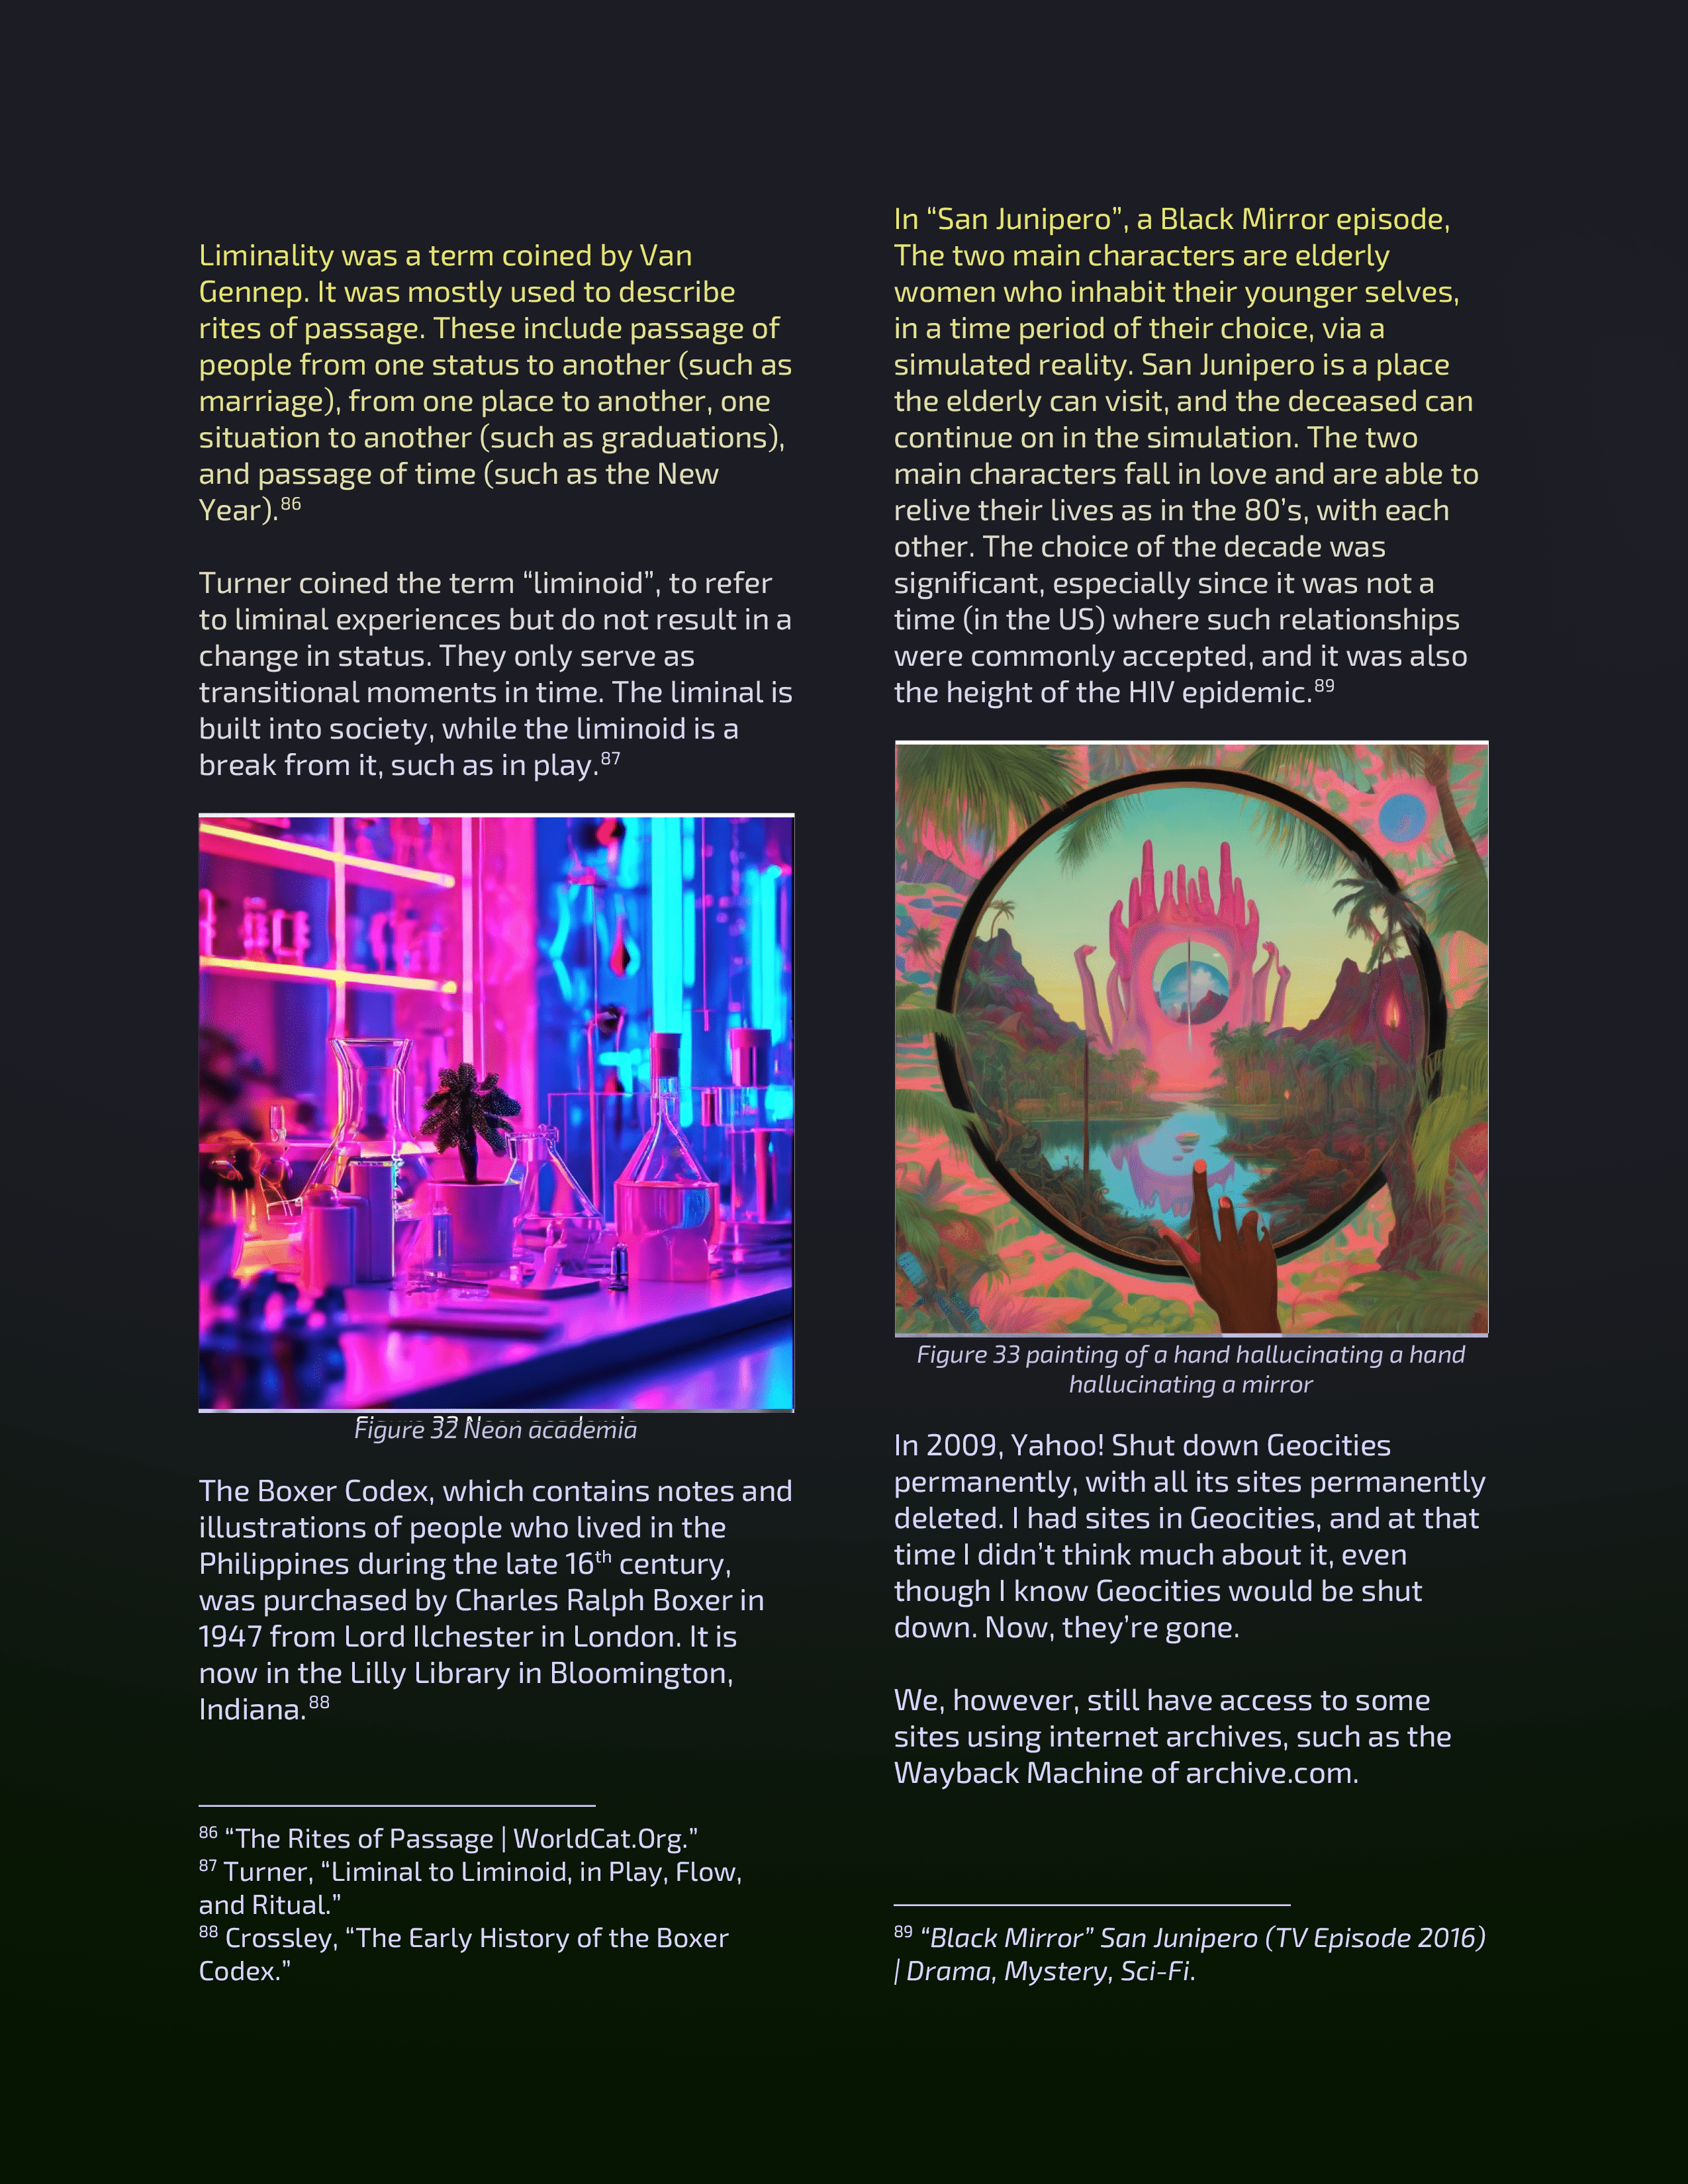 Liminality was a term coined by Van
Gennep. It was mostly used to describe
rites of passage. These include passage of
people from one status to another (such as
marriage), from one place to another, one
situation to another (such as graduations),
and passage of time (such as the New
Year).86
Turner coined the term “liminoid”, to refer
to liminal experiences but do not result in a
change in status. They only serve as
transitional moments in time. The liminal is
built into society, while the liminoid is a
break from it, such as in play.87
Figure 32 Neon academia
The Boxer Codex, which contains notes and
illustrations of people who lived in the
Philippines during the late 16th century,
was purchased by Charles Ralph Boxer in
1947 from Lord Ilchester in London. It is
now in the Lilly Library in Bloomington,
Indiana.88
86 “The Rites of Passage | WorldCat.Org.”
87 Turner, “Liminal to Liminoid, in Play, Flow,
and Ritual.”
88 Crossley, “The Early History of the Boxer
Codex.”
In “San Junipero”, a Black Mirror episode,
The two main characters are elderly
women who inhabit their younger selves,
in a time period of their choice, via a
simulated reality. San Junipero is a place
the elderly can visit, and the deceased can
continue on in the simulation. The two
main characters fall in love and are able to
relive their lives as in the 80’s, with each
other. The choice of the decade was
significant, especially since it was not a
time (in the US) where such relationships
were commonly accepted, and it was also
the height of the HIV epidemic.89
Figure 33 painting of a hand hallucinating a hand
hallucinating a mirror
In 2009, Yahoo! Shut down Geocities
permanently, with all its sites permanently
deleted. I had sites in Geocities, and at that
time I didn’t think much about it, even
though I know Geocities would be shut
down. Now, they’re gone.
We, however, still have access to some
sites using internet archives, such as the
Wayback Machine of archive.com.
89 “Black Mirror” San Junipero (TV Episode 2016)
| Drama, Mystery, Sci-Fi.